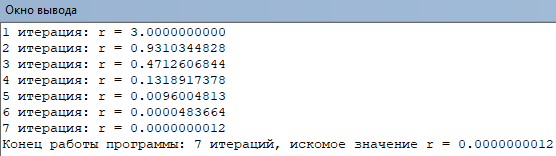 Окно вывода
1 итерация: r = 3.0000000000
2 итерация: r = 0.9310344828
3 итерация: r = 0.4712606844
4 итерация: r = 0.1318917378
5 итерация: r = 0.0096004813
6 итерация: r = 0.0000483664
7 итерация: r = 0.0000000012
Конец работы программы: 7 итераций, искомое значение r = 0.0000000012